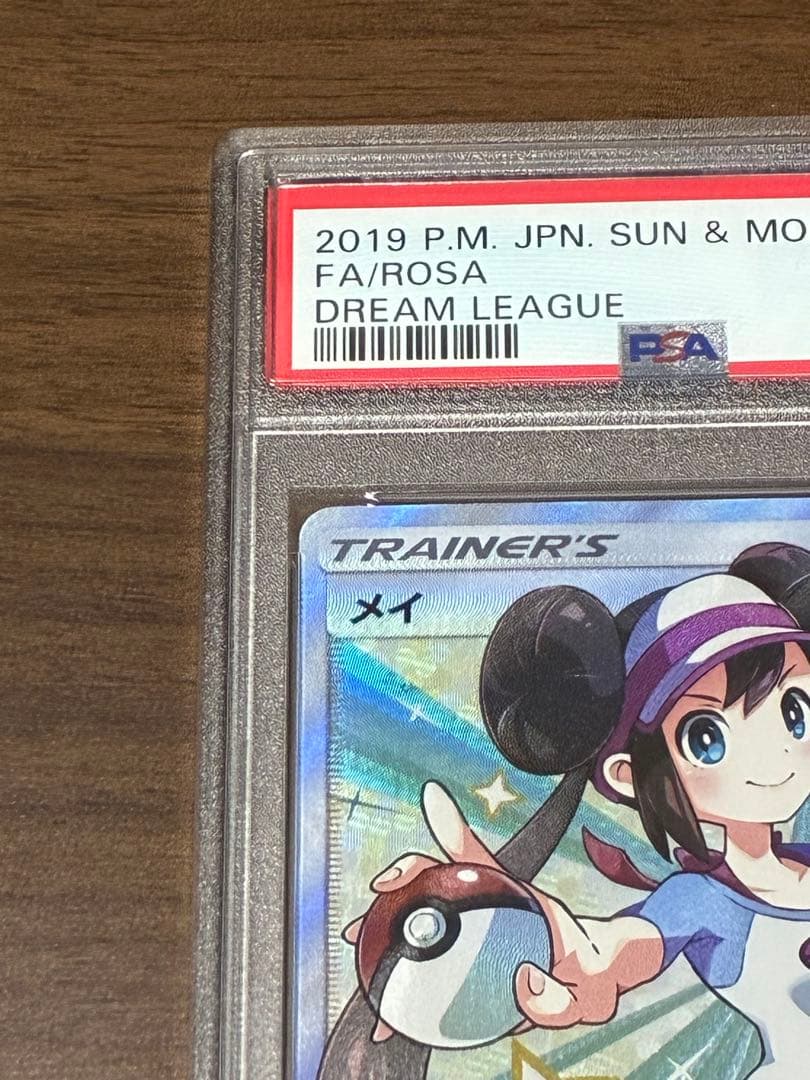 2019 P.M. JPN. SUN & MO
FA/ROSA
DREAM LEAGUE
PSA
TRAINER'S
メイ